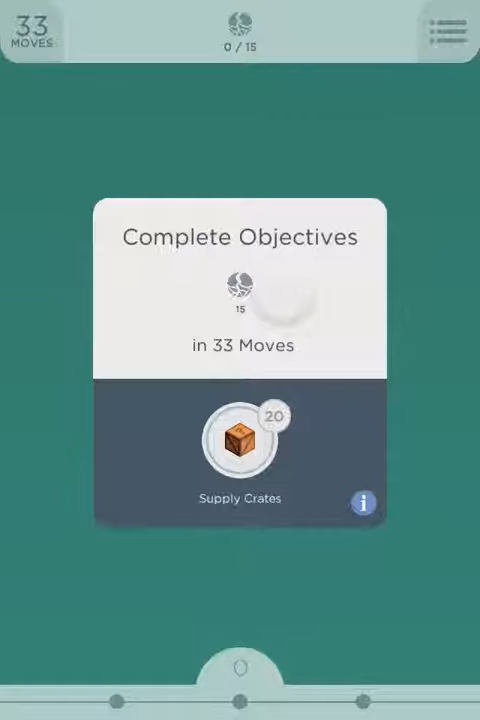 33
MOVES
0 / 15
Complete Objectives
15
in 33 Moves
20
Supply Crates
i
0